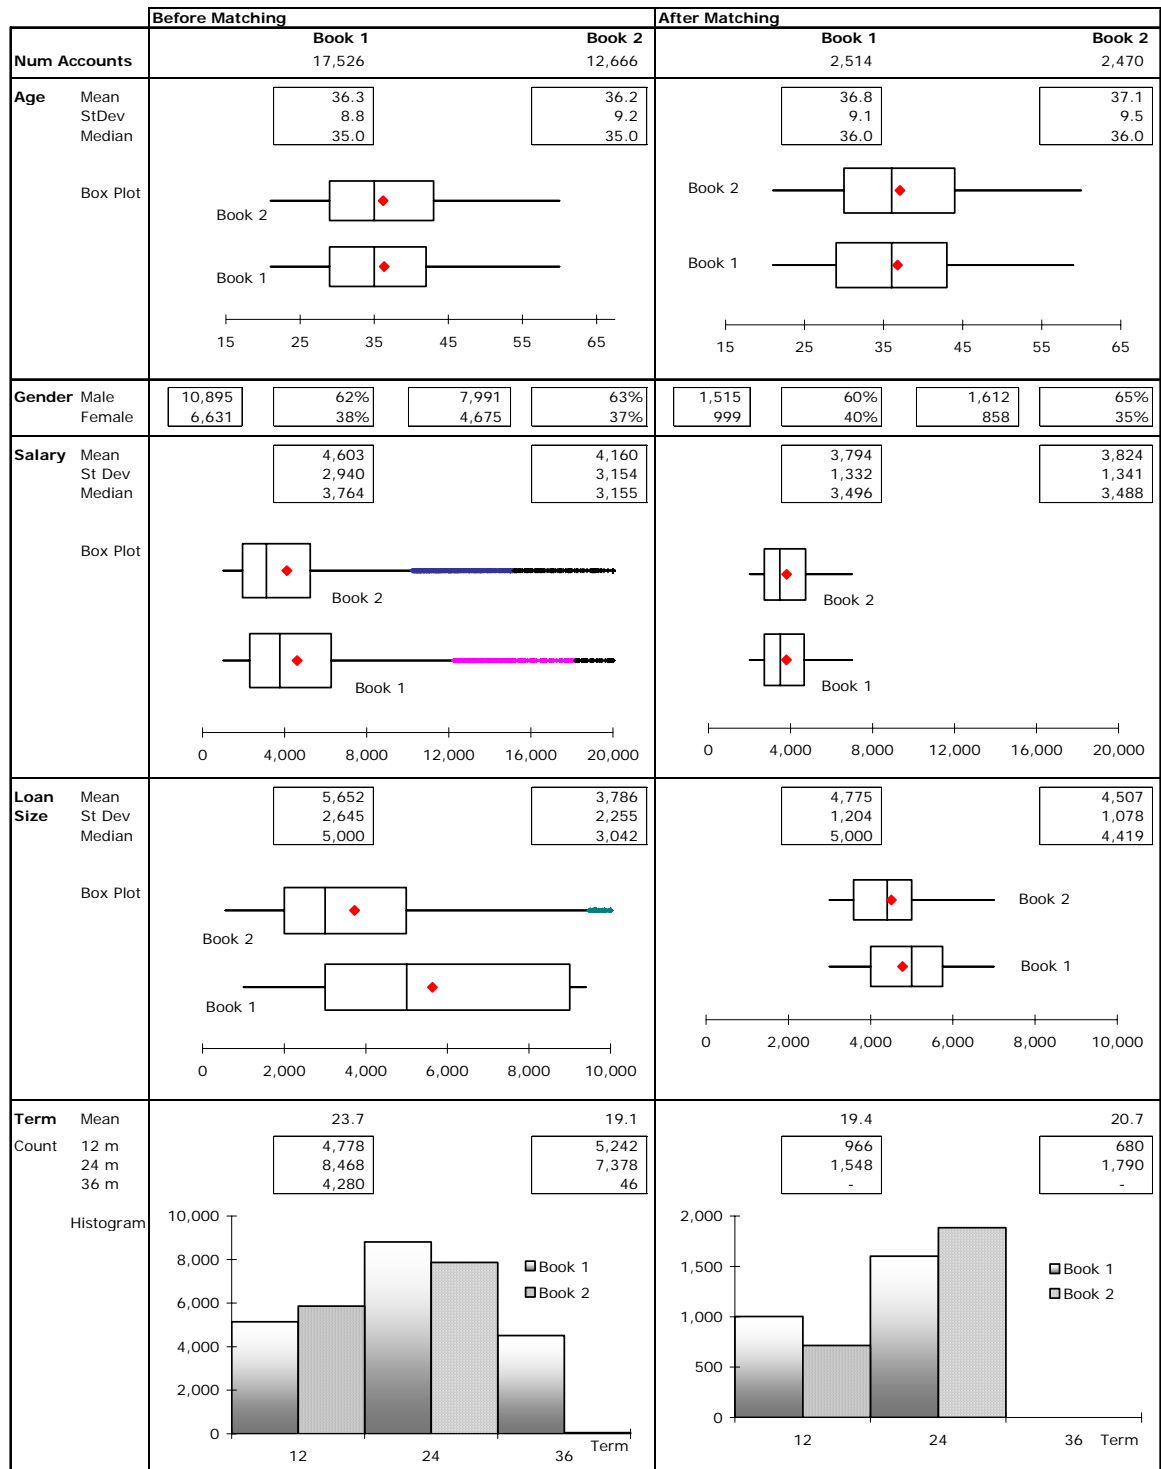 Before Matching After Matching
Book 1 Book 2 Book 1 Book 2
Num Accounts 17,526 12,666 2,514 2,470
Age Mean 36.3 36.2 36.8 37.1
StDev 8.8 9.2 9.1 9.5
Median 35.0 35.0 36.0 36.0
Box Plot
Book 2 Book 2
Book 1 Book 1
15 25 35 45 55 65 15 25 35 45 55 65
Gender Male 10,895 62% 7,991 63% 1,515 60% 1,612 65%
Female 6,631 38% 4,675 37% 999 40% 858 35%
Salary Mean 4,603 4,160 3,794 3,824
St Dev 2,940 3,154 1,332 1,341
Median 3,764 3,155 3,496 3,488
Box Plot
Book 2 Book 2
Book 1 Book 1
0 4,000 8,000 12,000 16,000 20,000 0 4,000 8,000 12,000 16,000 20,000
Loan Mean 5,652 3,786 4,775 4,507
Size St Dev 2,645 2,255 1,204 1,078
Median 5,000 3,042 5,000 4,419
Box Plot
Book 2 Book 2
Book 1 Book 1
0 2,000 4,000 6,000 8,000 10,000 0 2,000 4,000 6,000 8,000 10,000
Term Mean 23.7 19.1 19.4 20.7
Count 12 m 4,778 5,242 966 680
24 m 8,468 7,378 1,548 1,790
36 m 4,280 46 - -
Histogram
10,000
8,000
6,000
4,000
2,000
0
Book 1
Book 2
12 24 36 Term
2,000
1,500
1,000
500
0
Book 1
Book 2
12 24 36 Term